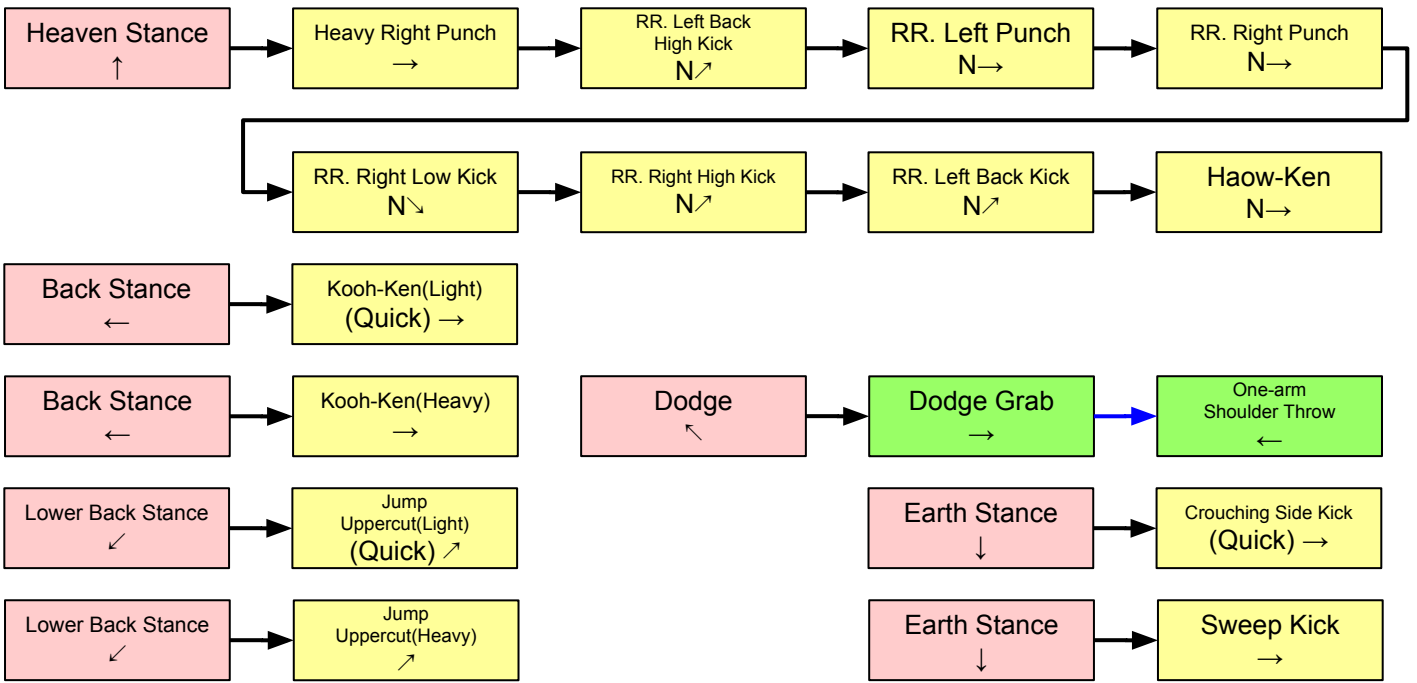 Heaven Stance
↑
Heavy Right Punch
→
RR. Left Back
High Kick
N↗
RR. Left Punch
N→
RR. Right Punch
N→
RR. Right Low Kick
N↘
RR. Right High Kick
N↗
RR. Left Back Kick
N↗
Haow-Ken
N→
Back Stance
←
Kooh-Ken(Light)
(Quick) →
Back Stance
←
Kooh-Ken(Heavy)
→
Dodge
↖
Dodge Grab
→
One-arm
Shoulder Throw
←
Lower Back Stance
↙
Jump
Uppercut(Light)
(Quick) ↗
Earth Stance
↓
Crouching Side Kick
(Quick) →
Lower Back Stance
↙
Jump
Uppercut(Heavy)
↗
Earth Stance
↓
Sweep Kick
→